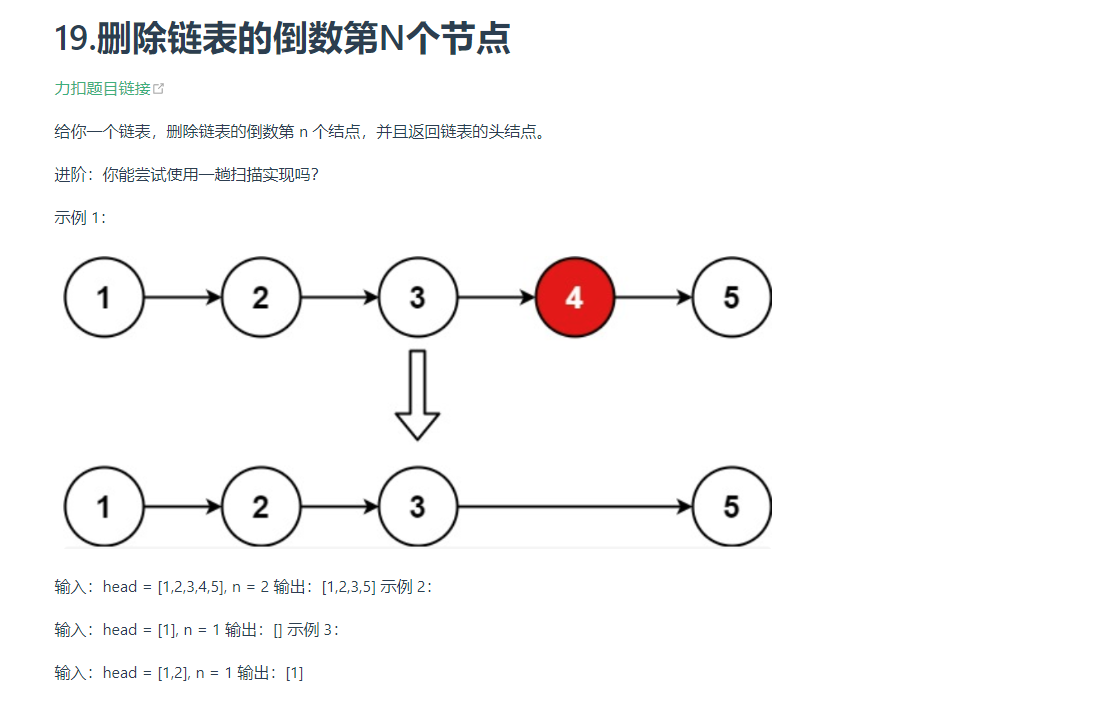 19.删除链表的倒数第N个节点
力扣题目链接
给你一个链表，删除链表的倒数第 n 个结点，并且返回链表的头结点。
进阶：你能尝试使用一趟扫描实现吗？
示例 1：
1 2 3 4 5
1 2 3 5
输入：head = [1,2,3,4,5], n = 2 输出：[1,2,3,5] 示例 2：
输入：head = [1], n = 1 输出：[] 示例 3：
输入：head = [1,2], n = 1 输出：[1]